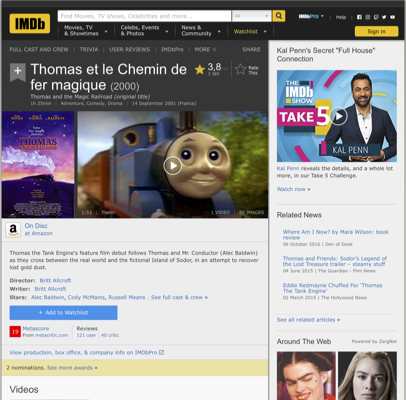 IMDb
Find Movies, TV shows, Celebrities and more...
All
IMDbPro
Help
Movies, TV
& Showtimes
Celebs, Events
& Photos
News &
Community
Watchlist
Sign in
FULL CAST AND CREW | TRIVIA | USER REVIEWS | IMDbPro | MORE
SHARE
Thomas et le Chemin de
fer magique (2000)
Thomas and the Magic Railroad (original title)
1h 25min | Adventure, Comedy, Drama | 14 September 2001 (France)
3,8
Rate
This
THOMAS
Trailer
1 VIDEO
IMAGES
On Disc
at Amazon
Thomas the Tank Engine's feature film debut follows Thomas and Mr. Conductor (Alec Baldwin)
as they cross between the real world and the fictional Island of Sodor, in an attempt to recover
lost gold dust.
Director: Britt Allcroft
Writer: Britt Allcroft
Stars: Alec Baldwin, Cody McMains, Russell Means | See full cast & crew »
+ Add to Watchlist
19
Metascore
From metacritic.com
Reviews
121 user | 40 critic
View production, box office, & company info on IMDbPro
2 nominations. See more awards »
Videos
Kal Penn's Secret "Full House"
Connection
THE
IMDb
SHOW
TAKE 5
KAL PENN
Kal Penn reveals the details, and a whole lot
more, in our Take 5 Challenge.
Watch now »
Related News
Where Am I Now? by Mara Wilson: book
review
06 October 2016 | Den of Geek
Thomas and Friends: Sodor's Legend of
the Lost Treasure trailer - steamy stuff
04 June 2015 | The Guardian - Film News
Eddie Redmayne Chuffed For 'Thomas
The Tank Engine'
02 March 2015 | The Hollywood News
See all related articles »
Around The Web
Powered by ZergNet